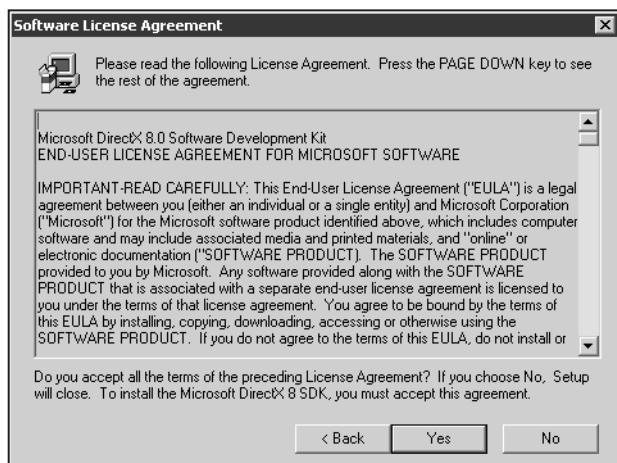 Software License Agreement
Please read the following License Agreement. Press the PAGE DOWN key to see
the rest of the agreement.
Microsoft DirectX 8.0 Software Development Kit
END-USER LICENSE AGREEMENT FOR MICROSOFT SOFTWARE
IMPORTANT-READ CAREFULLY: This End-User License Agreement ("EULA") is a legal
agreement between you (either an individual or a single entity) and Microsoft Corporation
("Microsoft") for the Microsoft software product identified above, which includes computer
software and may include associated media and printed materials, and "online" or
electronic documentation ("SOFTWARE PRODUCT). The SOFTWARE PRODUCT
provided to you by Microsoft. Any software provided along with the SOFTWARE
PRODUCT that is associated with a separate end-user license agreement is licensed to
you under the terms of that license agreement. You agree to be bound by the terms of
this EULA by installing, copying, downloading, accessing or otherwise using the
SOFTWARE PRODUCT. If you do not agree to the terms of this EULA, do not install or
Do you accept all the terms of the preceding License Agreement? If you choose No, Setup
will close. To install the Microsoft DirectX 8 SDK, you must accept this agreement.
< Back Yes No